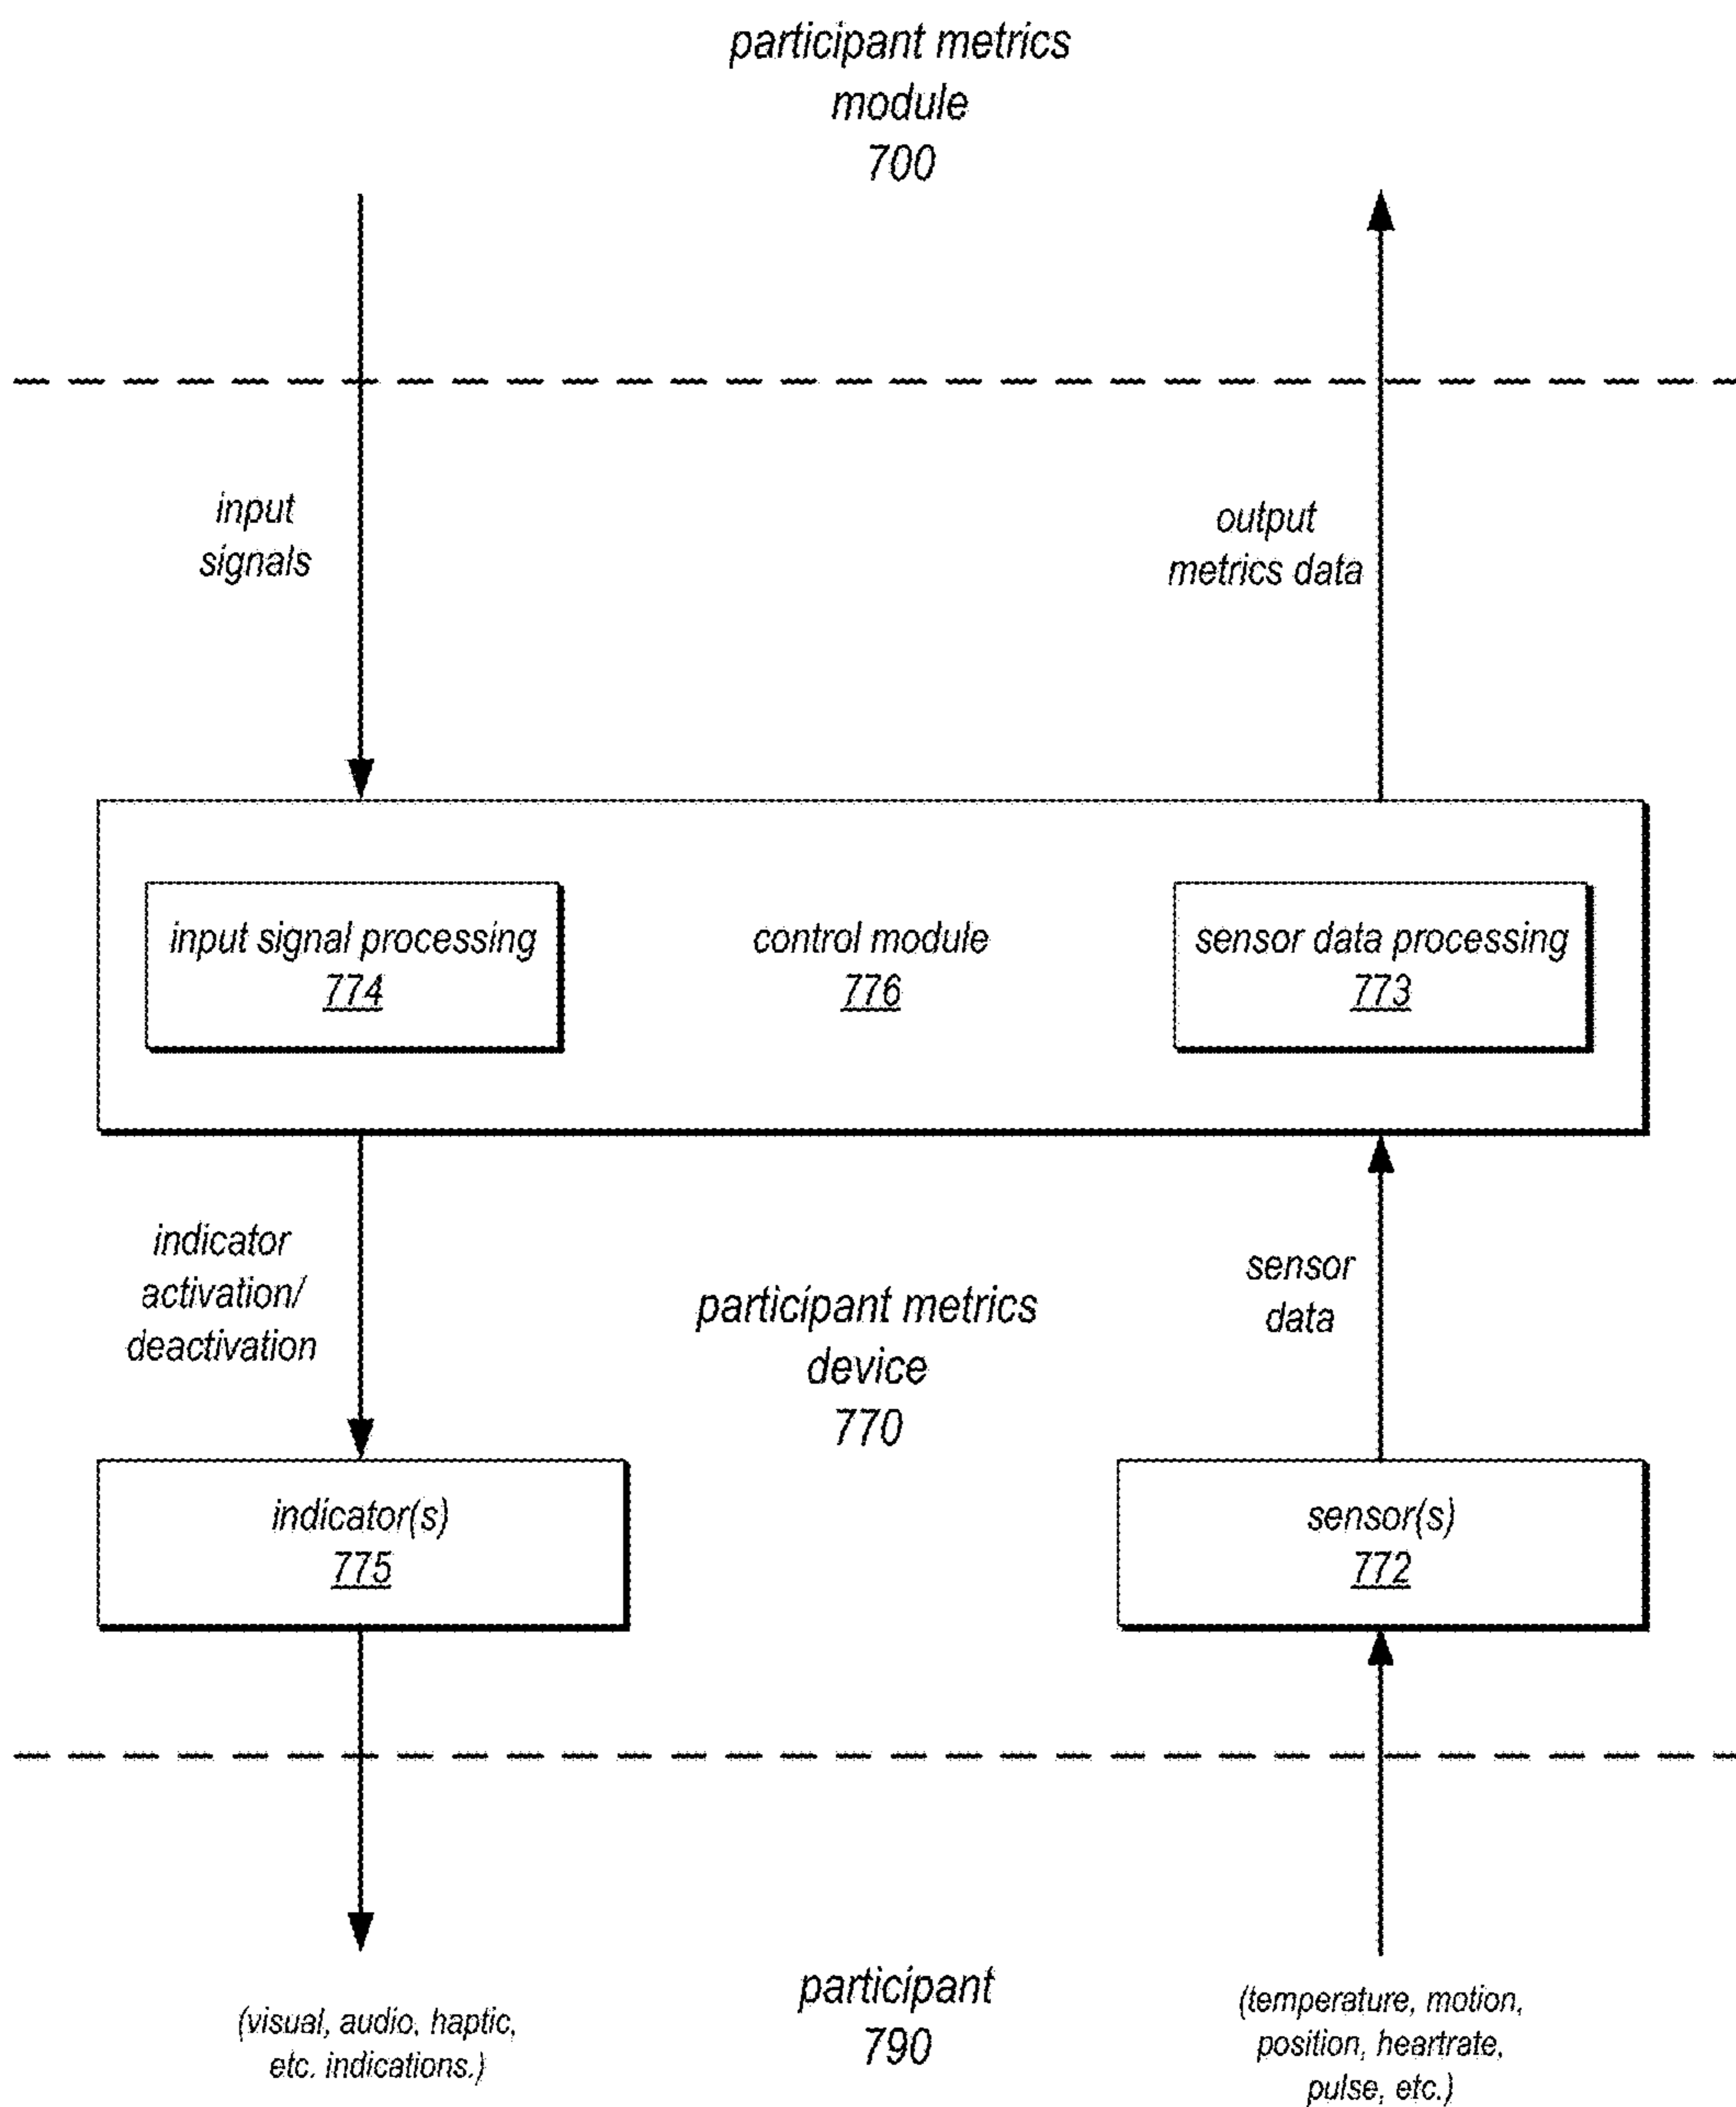 participant metrics
module
700
input
signals
output
metrics data
input signal processing
774
control module
776
sensor data processing
773
indicator
activation/
deactivation
participant metrics
device
770
sensor
data
indicator(s)
775
sensor(s)
772
(visual, audio, haptic,
etc. indications.)
participant
790
(temperature, motion,
position, heartrate,
pulse, etc.)